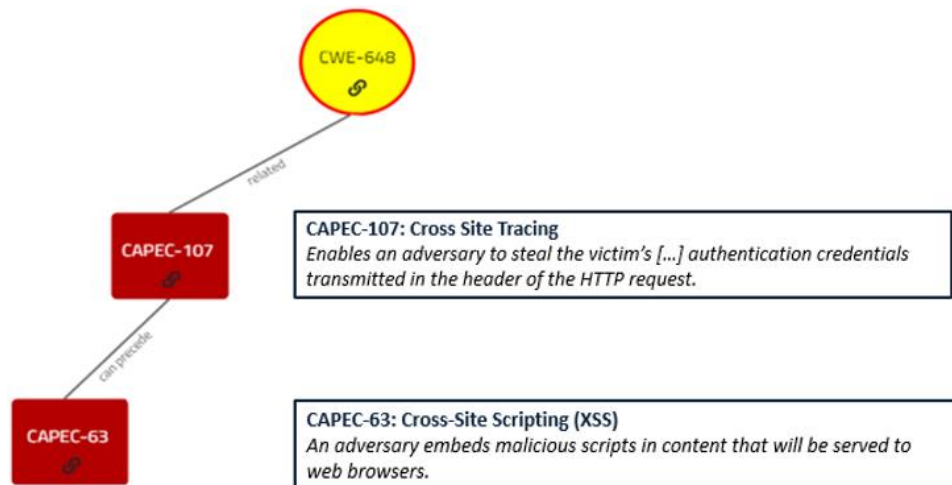 CWE-648
related
CAPEC-107
CAPEC-107: Cross Site Tracing
Enables an adversary to steal the victim's [...] authentication credentials
transmitted in the header of the HTTP request.
can precede
CAPEC-63
CAPEC-63: Cross-Site Scripting (XSS)
An adversary embeds malicious scripts in content that will be served to
web browsers.